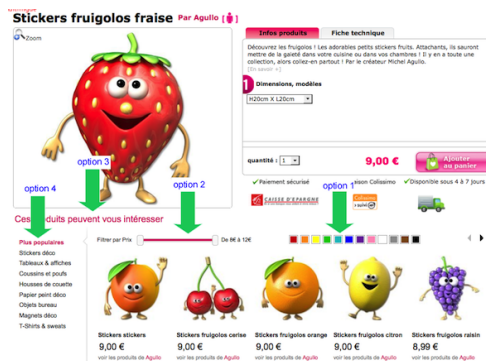 Stickers fruigolos fraise Par Agullo
Zoom
Infos produits Fiche technique
Découvrez les fruigolos ! Les adorables petits stickers fruits. Attachants, ils sauront
mettre de la gaieté dans votre cuisine ou dans vos chambres ! Il y en a toute une
collection, alors collez-en partout ! Par le créateur Michel Agullo.
[En savoir +]
1 Dimensions, modèles
H20cm X L20cm
quantité : 1 9,00 € Ajouter au panier
Paiement sécurisé aison Colissimo Disponible sous 4 à 7 jours
CAISSE D'EPARGNE
option 3
option 4
option 2
option 1
Ces produits peuvent vous intéresser
Filtrer par Prix De 8€ à 12€
Plus populaires
Stickers déco
Tableaux & affiches
Coussins et poufs
Housses de couette
Papier peint déco
Objets bureau
Magnets déco
T-Shirts & sweats
Stickers stickers
9,00 €
voir les produits de Agullo
Stickers fruigolos cerise
9,00 €
voir les produits de Agullo
Stickers fruigolos orange
9,00 €
voir les produits de Agullo
Stickers fruigolos citron
9,00 €
voir les produits de Agullo
Stickers fruigolos raisin
8,99 €
voir les produits de Agullo